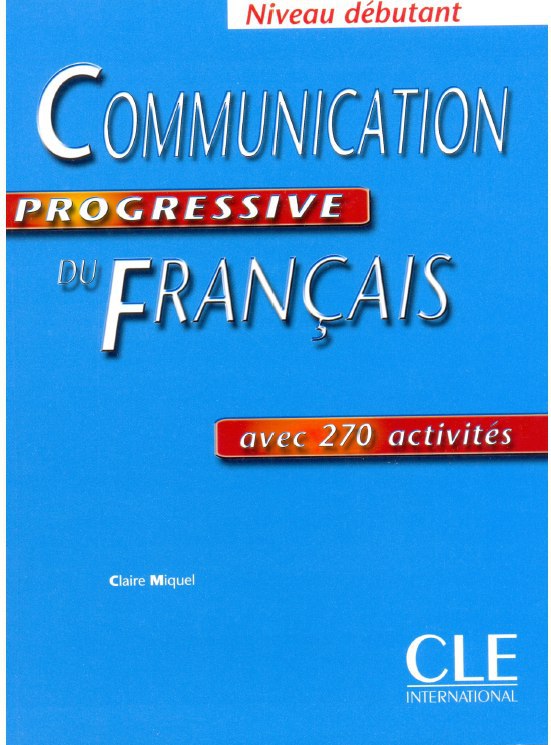 Niveau débutant
COMMUNICATION
PROGRESSIVE
DU FRANÇAIS
avec 270 activités
Claire Miquel
CLE
INTERNATIONAL